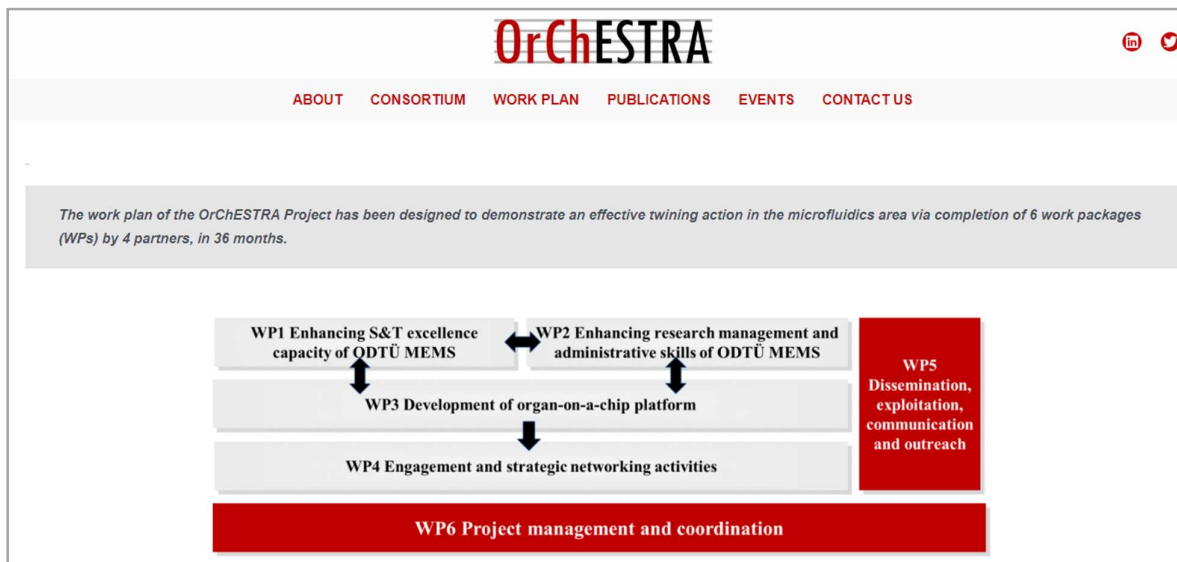 OrChESTRA
in
ABOUT CONSORTIUM WORK PLAN PUBLICATIONS EVENTS CONTACT US
The work plan of the OrChESTRA Project has been designed to demonstrate an effective twining action in the microfluidics area via completion of 6 work packages
(WPs) by 4 partners, in 36 months.
WP1 Enhancing S&T excellence
capacity of ODTÜ MEMS
WP2 Enhancing research management and
administrative skills of ODTÜ MEMS
WP3 Development of organ-on-a-chip platform
WP4 Engagement and strategic networking activities
WP5
Dissemination,
exploitation,
communication
and outreach
WP6 Project management and coordination